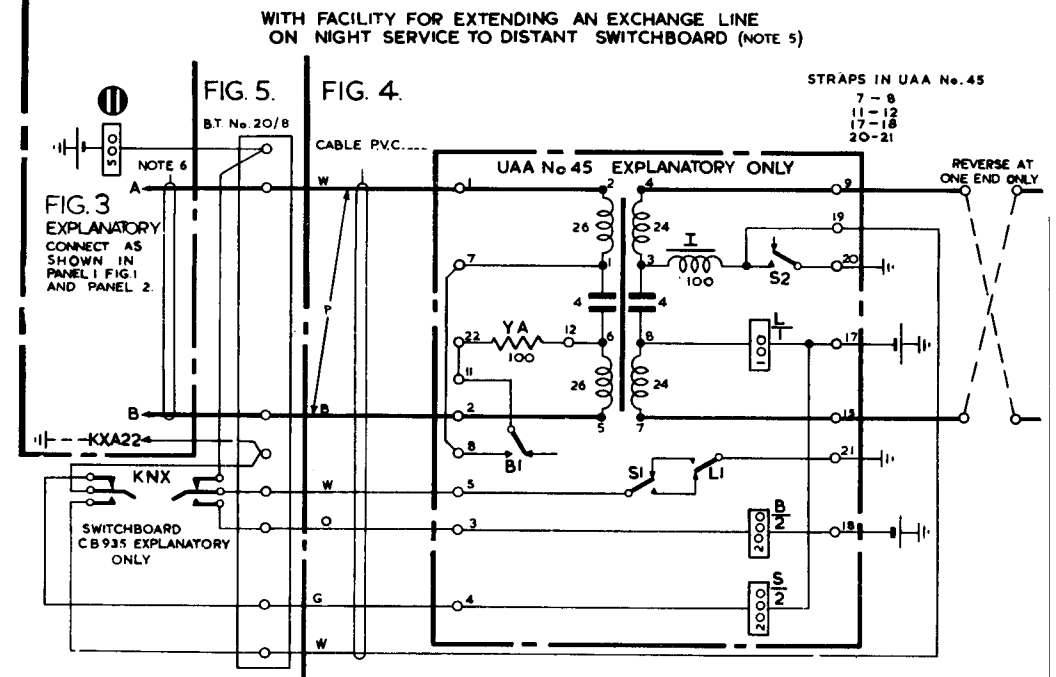 WITH FACILITY FOR EXTENDING AN EXCHANGE LINE
ON NIGHT SERVICE TO DISTANT SWITCHBOARD (NOTE 5)
STRAPS IN UAA No. 45
7 - 8
11 - 12
17 - 18
20 - 21
FIG. 5.
FIG. 4.
B.T. No. 20/8
11
500
CABLE P.V.C.
NOTE 6
UAA No 45 EXPLANATORY ONLY
REVERSE AT
ONE END ONLY
A
W
1
2
4
9
FIG. 3
EXPLANATORY
CONNECT AS
SHOWN IN
PANEL 1 FIG. 1
AND PANEL 2.
26
24
19
I
7
1
3
100
S2
20
P
4
4
L
1
22
YA
12
6
8
100
17
100
11
26
24
B
B
2
5
7
15
KXA22
8
B1
21
KNX
S1
L1
W
5
SWITCHBOARD
CB935 EXPLANATORY
ONLY
O
3
B
2
2000
18
S
2
G
4
2000
W